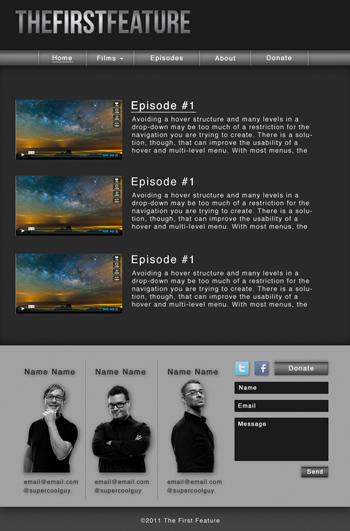 THEFIRSTFEATURE
Home Films Episodes About Donate
Episode #1
Avoiding a hover structure and many levels in a
drop-down may be too much of a restriction for the
navigation you are trying to create. There is a solu-
tion, though, that can improve the usability of a
hover and multi-level menu. With most menus, the
Episode #1
Avoiding a hover structure and many levels in a
drop-down may be too much of a restriction for the
navigation you are trying to create. There is a solu-
tion, though, that can improve the usability of a
hover and multi-level menu. With most menus, the
Episode #1
Avoiding a hover structure and many levels in a
drop-down may be too much of a restriction for the
navigation you are trying to create. There is a solu-
tion, though, that can improve the usability of a
hover and multi-level menu. With most menus, the
Name Name
email@email.com
@supercoolguy
Name Name
email@email.com
@supercoolguy
Name Name
email@email.com
@supercoolguy
t f Donate
Name
Email
Message
Send
©2011 The First Feature